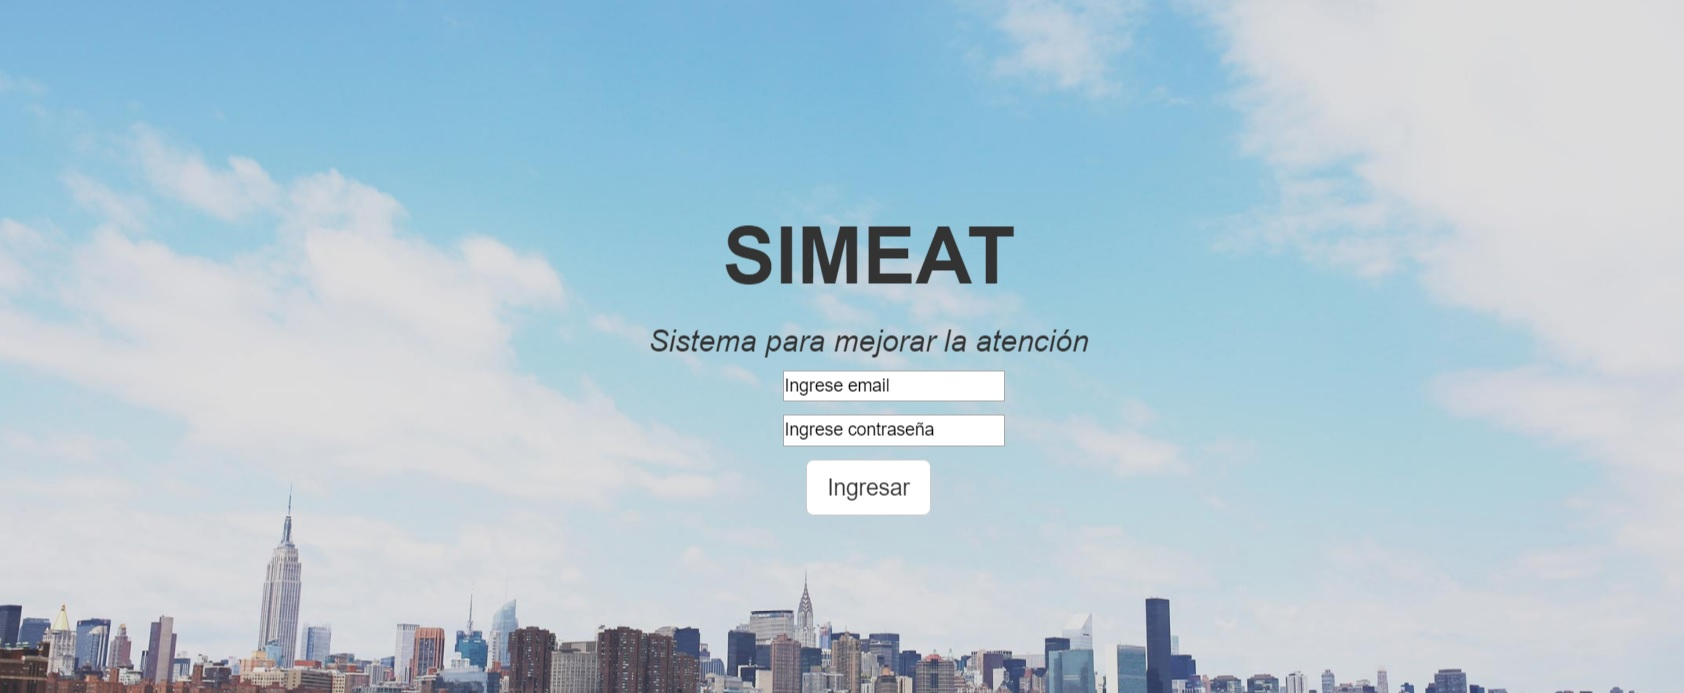 SIMEAT
Sistema para mejorar la atención
Ingrese email
Ingrese contraseña
Ingresar